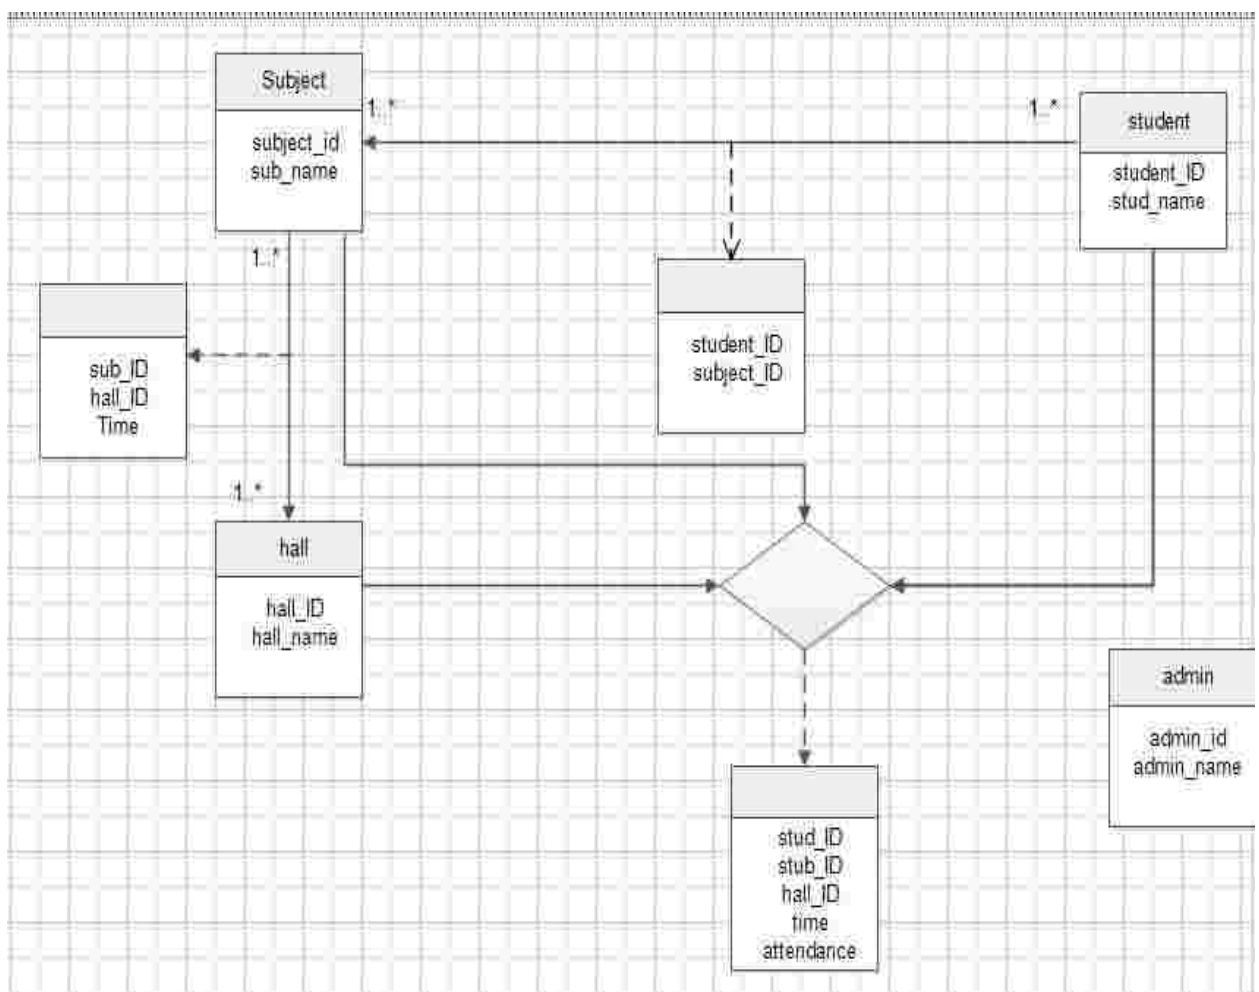 Subject
subject_id
sub_name
1..*
1..*
student
student_ID
stud_name
1..*
student_ID
subject_ID
sub_ID
hall_ID
Time
1..*
hall
hall_ID
hall_name
admin
admin_id
admin_name
stud_ID
stub_ID
hall_ID
time
attendance